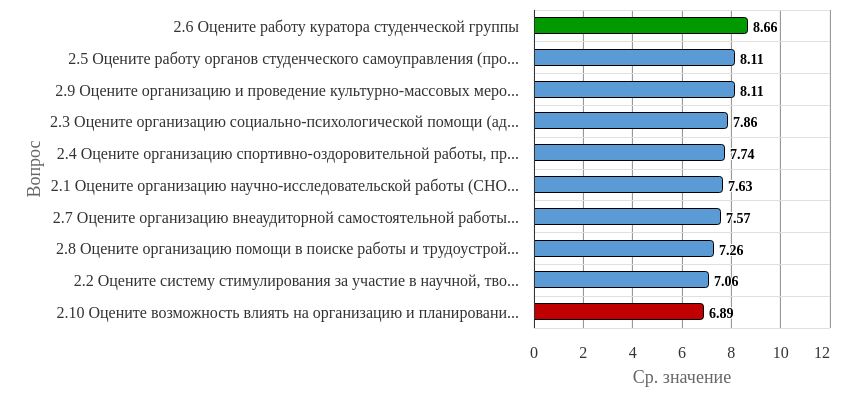 2.6 Оцените работу куратора студенческой группы 8.66
2.5 Оцените работу органов студенческого самоуправления (про... 8.11
2.9 Оцените организацию и проведение культурно-массовых меро... 8.11
2.3 Оцените организацию социально-психологической помощи (ад... 7.86
2.4 Оцените организацию спортивно-оздоровительной работы, пр... 7.74
2.1 Оцените организацию научно-исследовательской работы (СНО... 7.63
2.7 Оцените организацию внеаудиторной самостоятельной работы... 7.57
2.8 Оцените организацию помощи в поиске работы и трудоустрой... 7.26
2.2 Оцените систему стимулирования за участие в научной, тво... 7.06
2.10 Оцените возможность влиять на организацию и планировани... 6.89
Вопрос
0 2 4 6 8 10 12
Ср. значение